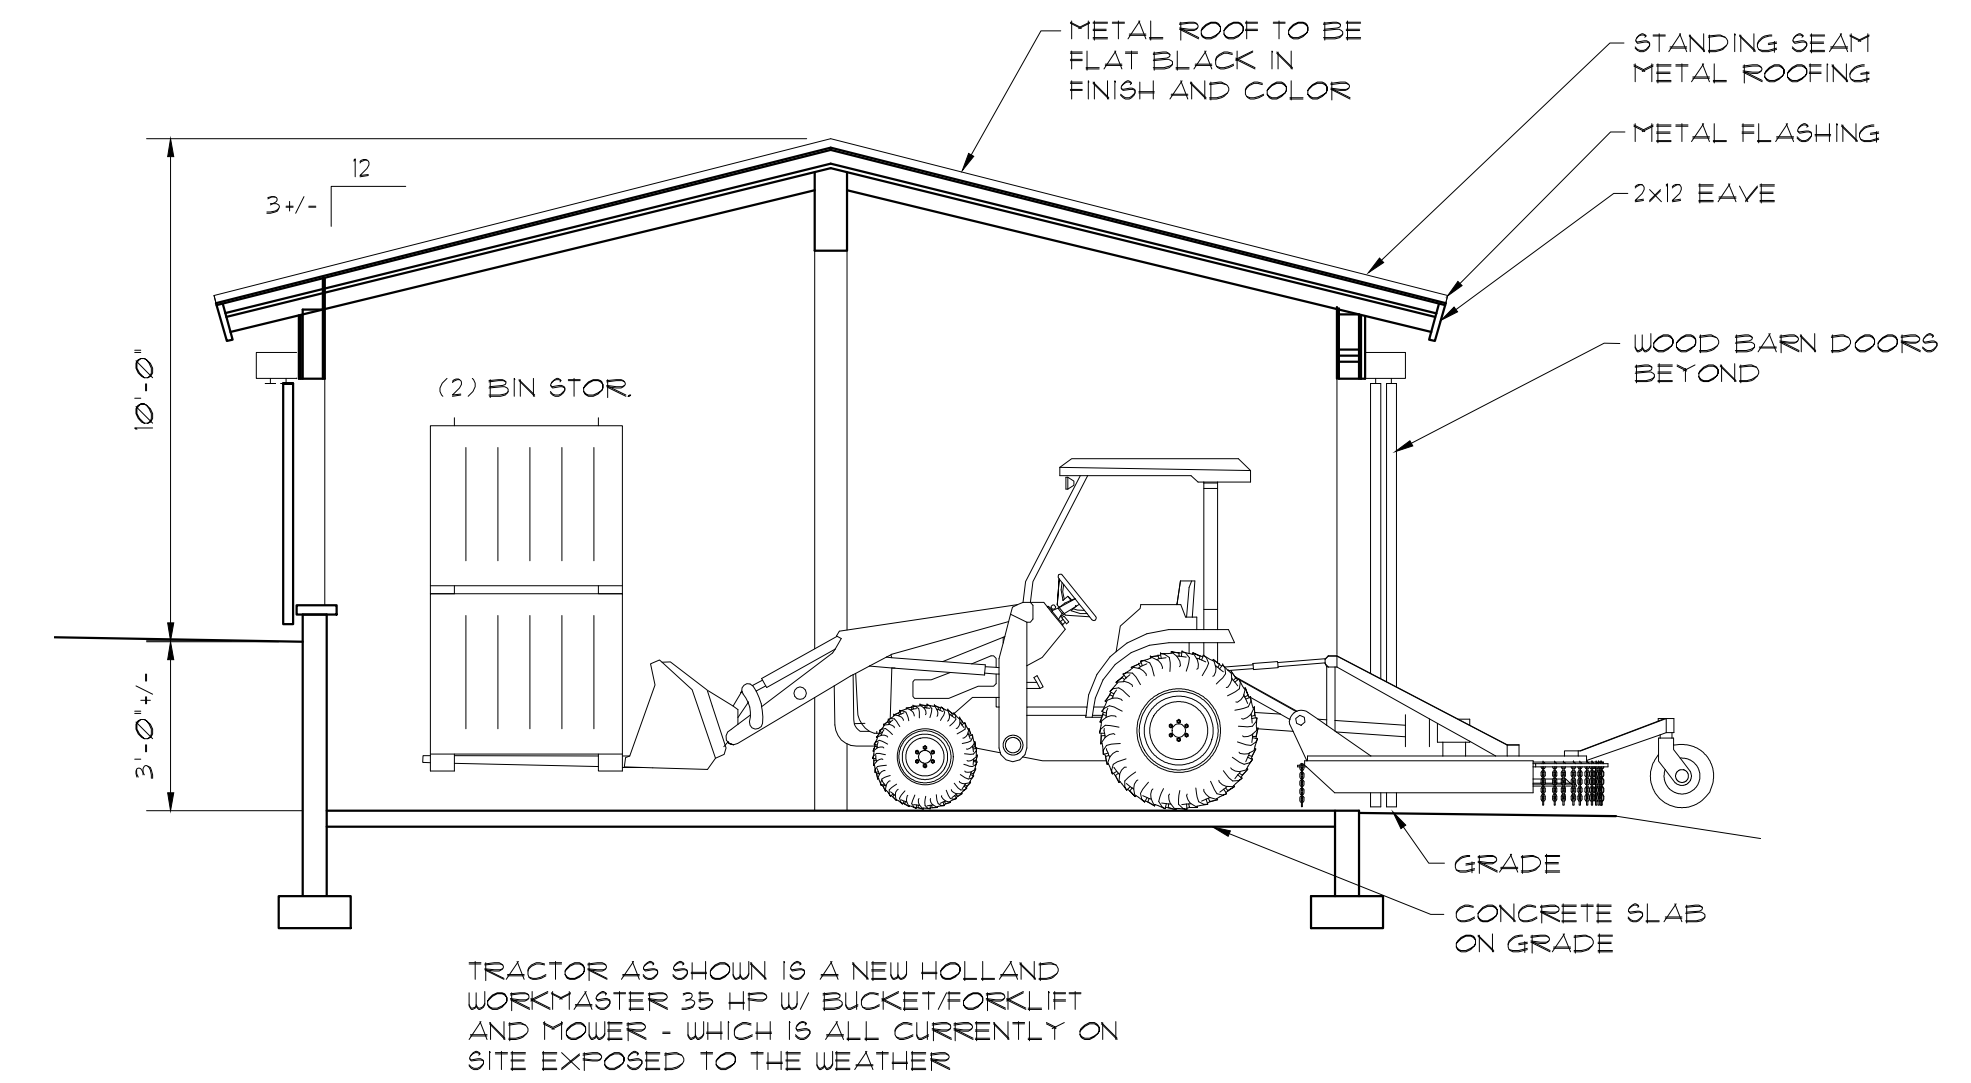 METAL ROOF TO BE
FLAT BLACK IN
FINISH AND COLOR
STANDING SEAM
METAL ROOFING
METAL FLASHING
2x12 EAVE
12
3+/-
WOOD BARN DOORS
BEYOND
10'-0"
(2) BIN STOR.
3'-0"+/-
GRADE
CONCRETE SLAB
ON GRADE
TRACTOR AS SHOWN IS A NEW HOLLAND
WORKMASTER 35 HP W/ BUCKET/FORKLIFT
AND MOWER - WHICH IS ALL CURRENTLY ON
SITE EXPOSED TO THE WEATHER